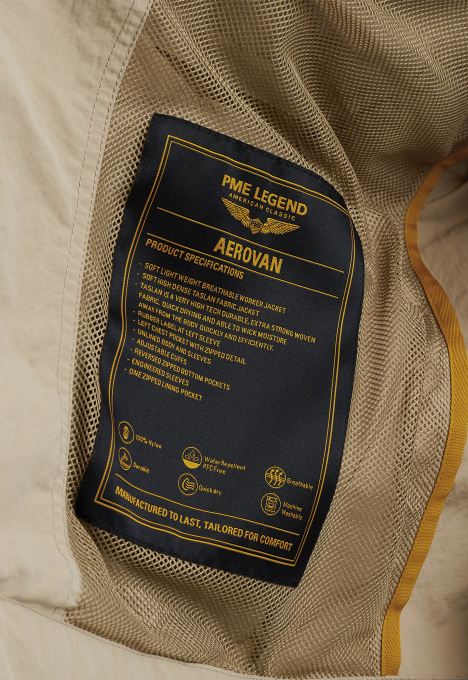 PME LEGEND
AMERICAN CLASSIC
AEROVAN
PRODUCT SPECIFICATIONS
- SOFT LIGHT WEIGHT BREATHABLE WORKER JACKET
- SOFT HIGH DENSE TASLAN FABRIC JACKET
- TASLAN IS A VERY HIGH TECH DURABLE, EXTRA STRONG WOVEN
FABRIC. QUICK DRYING AND ABLE TO WICK MOISTURE
AWAY FROM THE BODY QUICKLY AND EFFICIENTLY.
- RUBBER LABEL AT LEFT SLEEVE
- LEFT CHEST POCKET WITH ZIPPED DETAIL
- UNLINED BODY AND SLEEVES
- ADJUSTABLE CUFFS
- REVERSED ZIPPED BOTTOM POCKETS
- ENGINEERED SLEEVES
- ONE ZIPPED LINING POCKET
100% Nylon
Water Repellent
PFC Free
Breathable
Durable
Quick dry
Machine
Washable
MANUFACTURED TO LAST, TAILORED FOR COMFORT